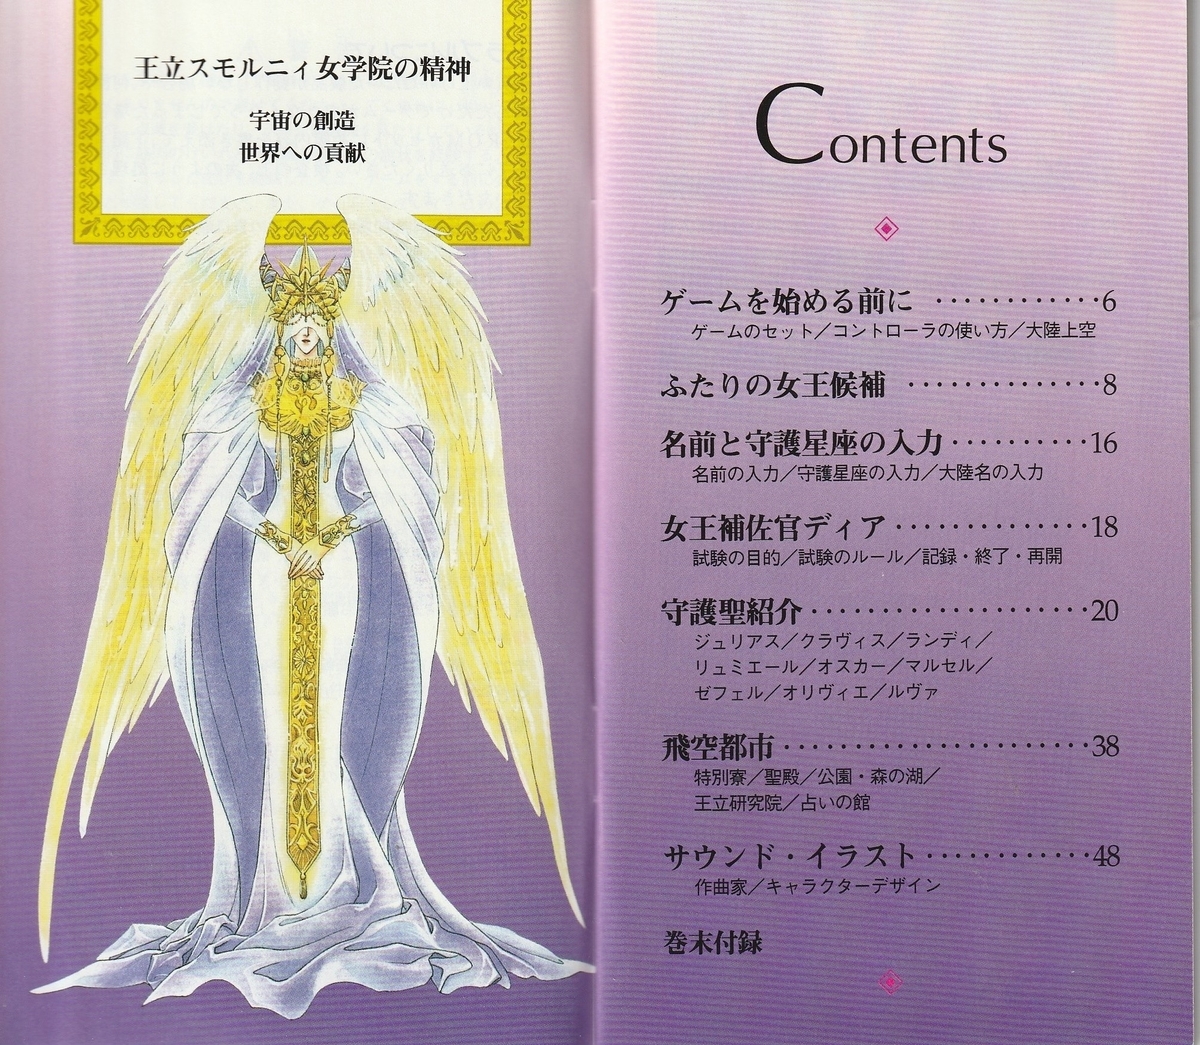 王立スモルニィ女学院の精神
宇宙の創造
世界への貢献
Contents
ゲームを始める前に ············6
ゲームのセット／コントローラの使い方／大陸上空
ふたりの女王候補 ··············8
名前と守護星座の入力··········16
名前の入力／守護星座の入力／大陸名の入力
女王補佐官ディア··············18
試験の目的／試験のルール／記録・終了・再開
守護聖紹介····················20
ジュリアス／クラヴィス／ランディ／
リュミエール／オスカー／マルセル／
ゼフェル／オリヴィエ／ルヴァ
飛空都市······················38
特別寮／聖殿／公園・森の湖／
王立研究院／占いの館
サウンド・イラスト············48
作曲家／キャラクターデザイン
巻末付録